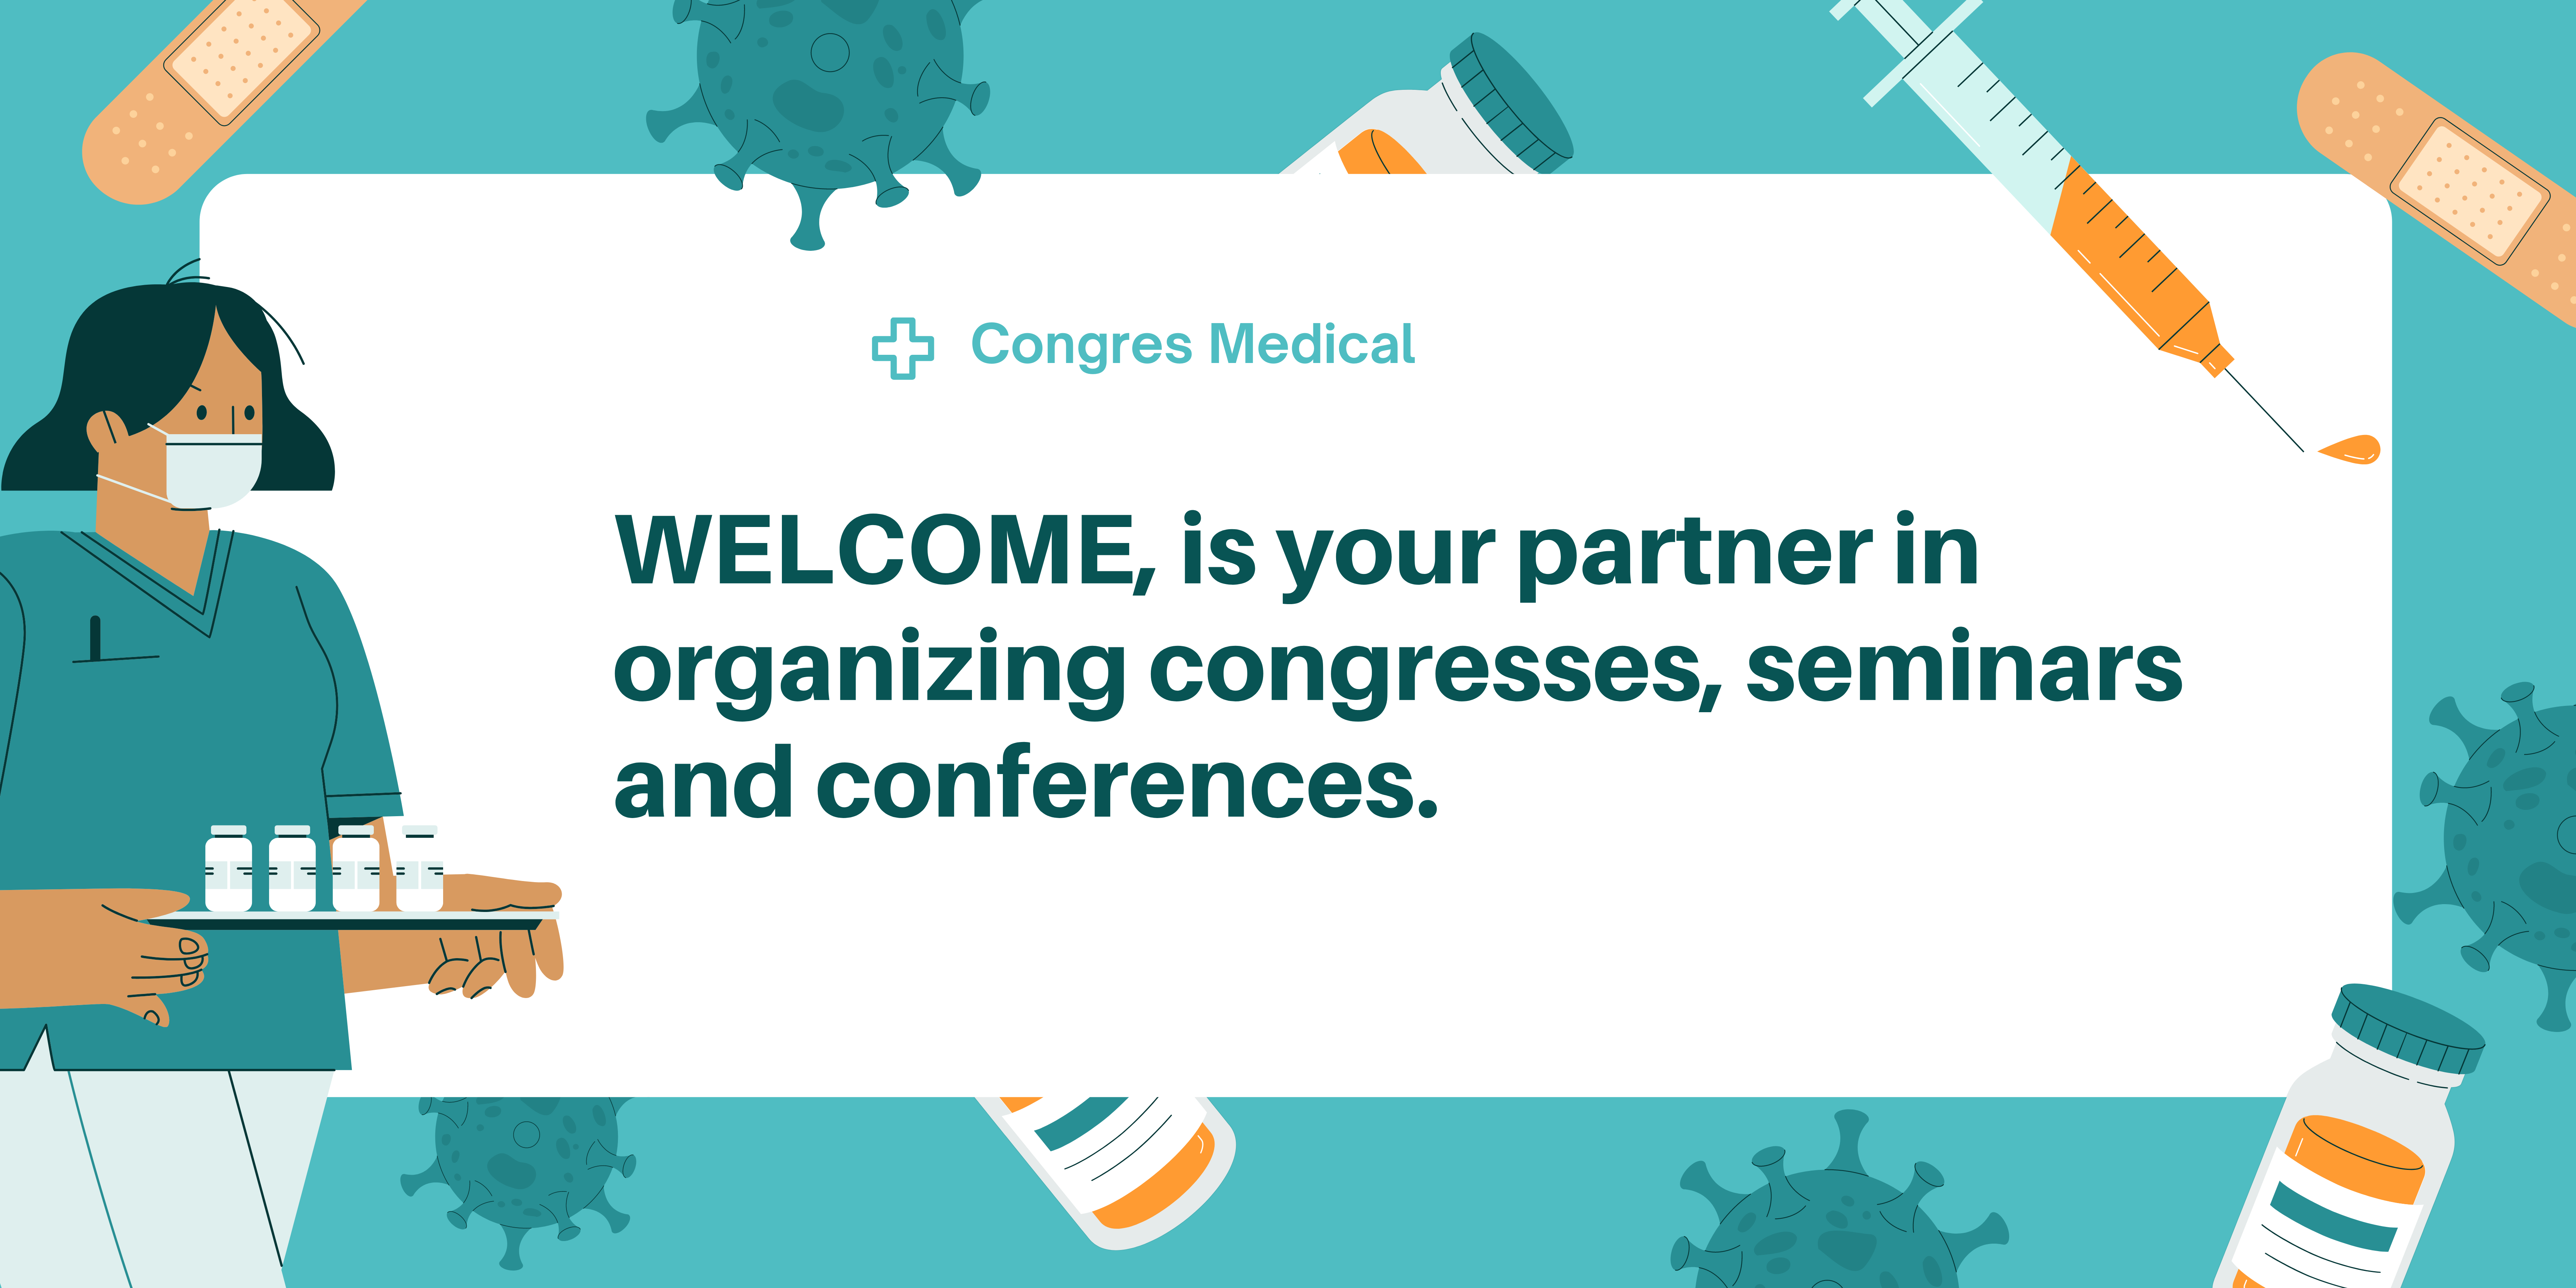 Congres Medical
WELCOME, is your partner in
organizing congresses, seminars
and conferences.